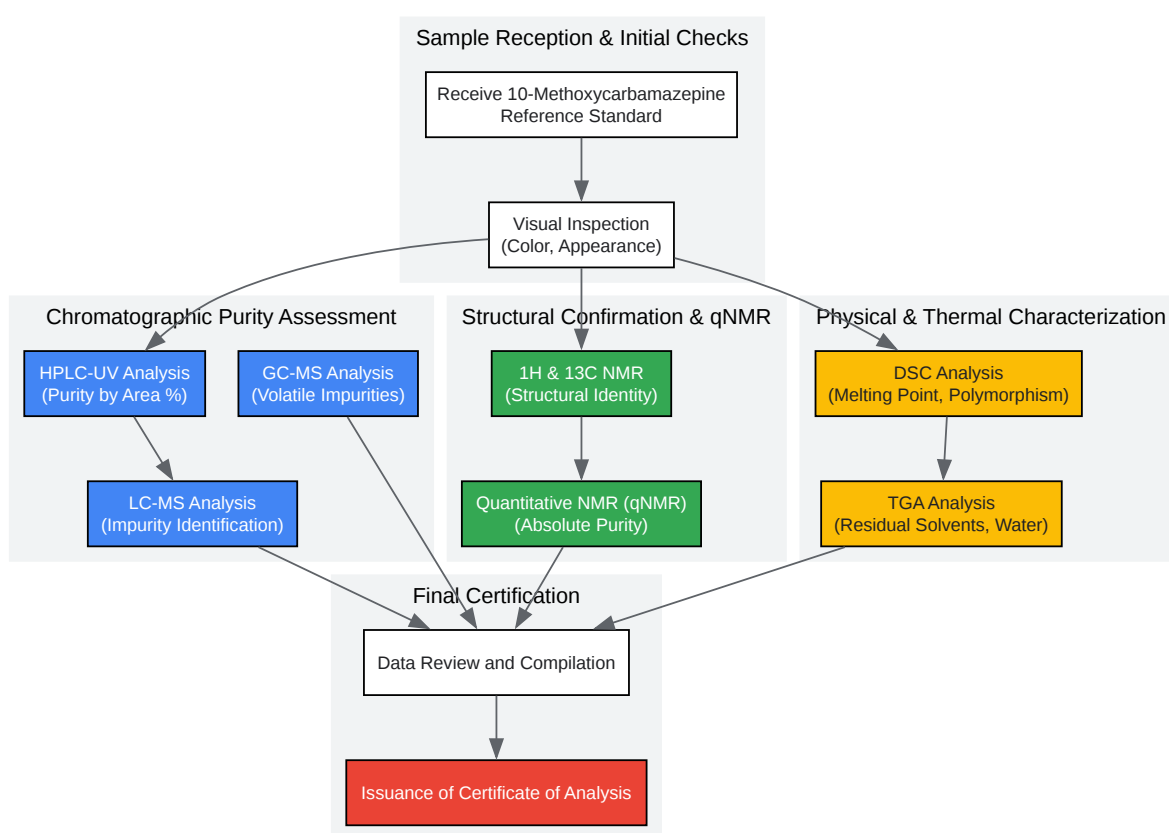 Sample Reception & Initial Checks
Receive 10-Methoxycarbamazepine
Reference Standard
Visual Inspection
(Color, Appearance)
Chromatographic Purity Assessment
HPLC-UV Analysis
(Purity by Area %)
GC-MS Analysis
(Volatile Impurities)
LC-MS Analysis
(Impurity Identification)
Structural Confirmation & qNMR
1H & 13C NMR
(Structural Identity)
Quantitative NMR (qNMR)
(Absolute Purity)
Physical & Thermal Characterization
DSC Analysis
(Melting Point, Polymorphism)
TGA Analysis
(Residual Solvents, Water)
Final Certification
Data Review and Compilation
Issuance of Certificate of Analysis